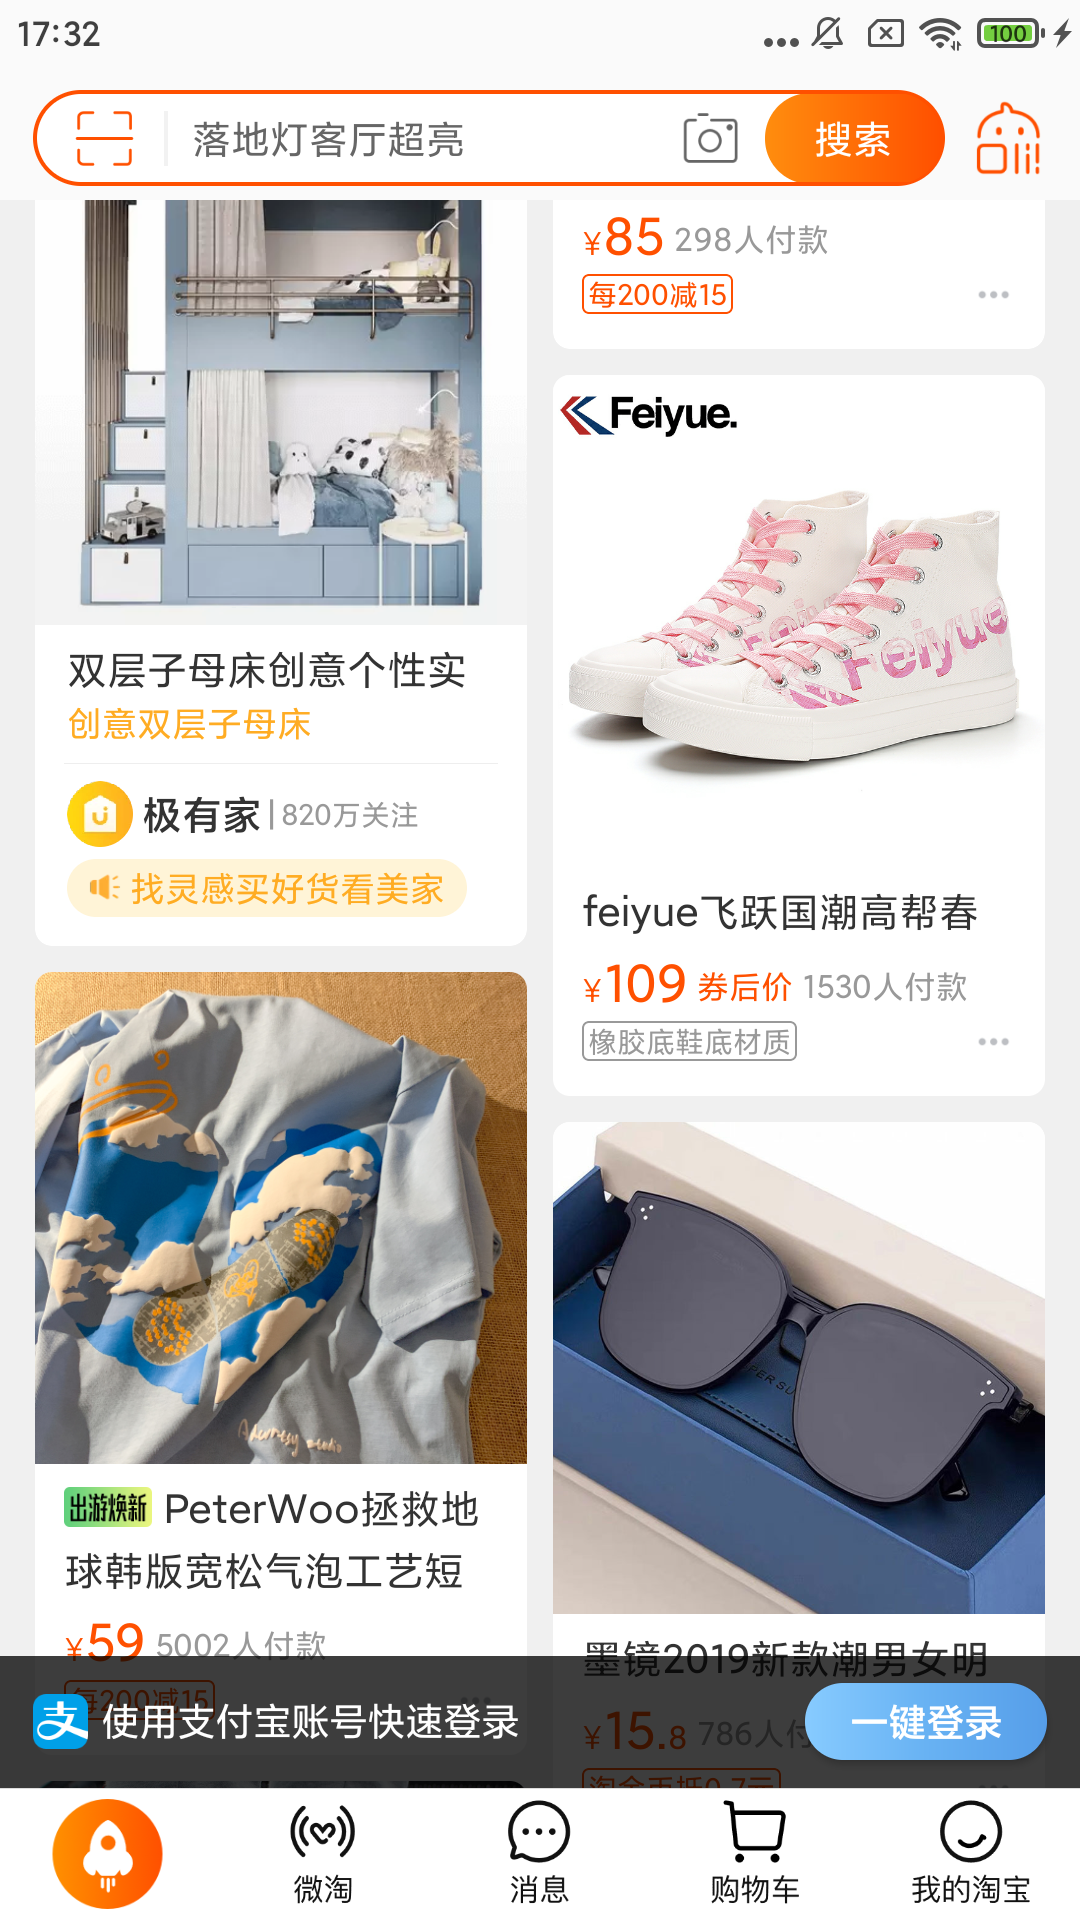 17:32
100
落地灯客厅超亮
搜索
¥85 298人付款
每200减15
双层子母床创意个性实
创意双层子母床
极有家 820万关注
找灵感买好货看美家
Feiyue.
Feiyue
feiyue飞跃国潮高帮春
¥109 券后价 1530人付款
橡胶底鞋底材质
出游焕新 PeterWoo拯救地
球韩版宽松气泡工艺短
¥59 5002人付款
每200减15
墨镜2019新款潮男女明
¥15.8 786人付
淘金币抵0.7元
支 使用支付宝账号快速登录
一键登录
微淘
消息
购物车
我的淘宝